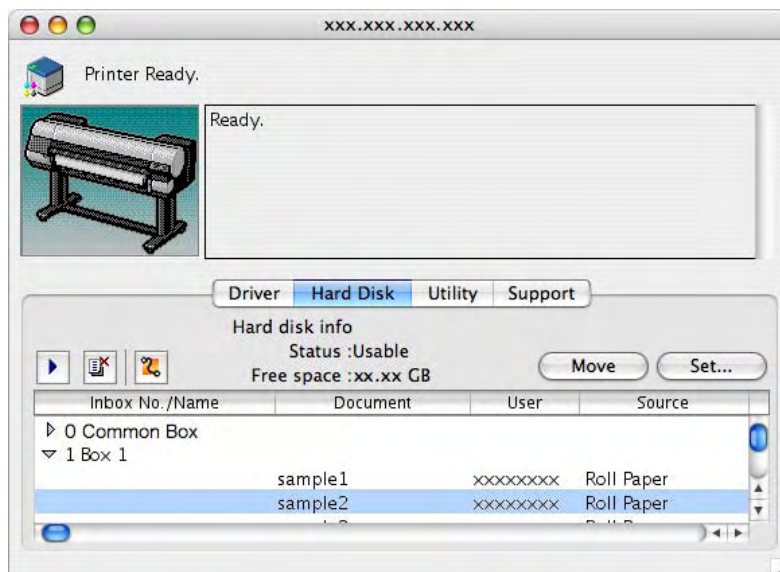 xxx.xxx.xxx.xxx
Printer Ready.
Ready.
Driver Hard Disk Utility Support
Hard disk info
Status :Usable
Free space :xx.xx GB
Move Set...
Inbox No./Name Document User Source
0 Common Box
1 Box 1
sample1 xxxxxxxx Roll Paper
sample2 xxxxxxxx Roll Paper